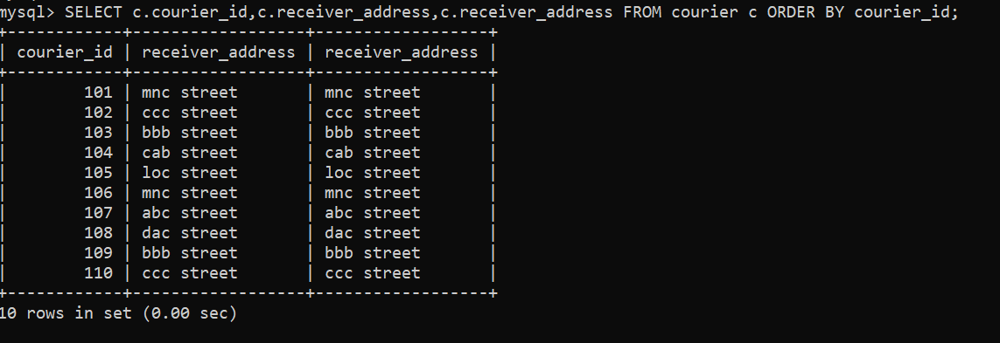 mysql> SELECT c.courier_id,c.receiver_address,c.receiver_address FROM courier c ORDER BY courier_id;
+------------+------------------+------------------+
| courier_id | receiver_address | receiver_address |
+------------+------------------+------------------+
|        101 | mnc street       | mnc street       |
|        102 | ccc street       | ccc street       |
|        103 | bbb street       | bbb street       |
|        104 | cab street       | cab street       |
|        105 | loc street       | loc street       |
|        106 | mnc street       | mnc street       |
|        107 | abc street       | abc street       |
|        108 | dac street       | dac street       |
|        109 | bbb street       | bbb street       |
|        110 | ccc street       | ccc street       |
+------------+------------------+------------------+
10 rows in set (0.00 sec)